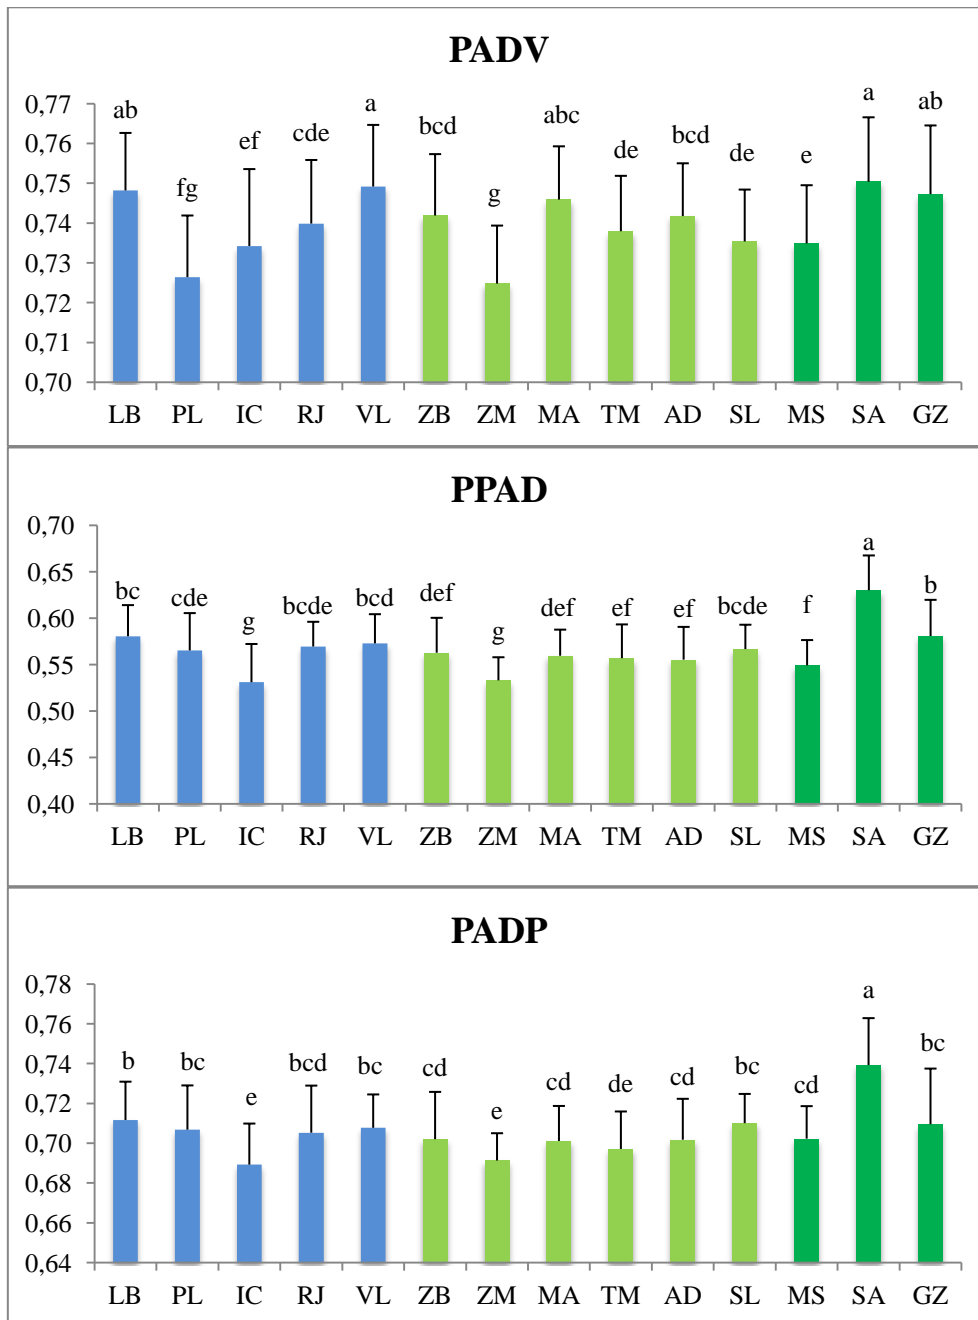 PADV
0,77
0,76
0,75
0,74
0,73
0,72
0,71
0,70
ab fg ef cde a bcd g abc de bcd de e a ab
LB PL IC RJ VL ZB ZM MA TM AD SL MS SA GZ
PPAD
0,70
0,65
0,60
0,55
0,50
0,45
0,40
bc cde g bcde bcd def g def ef ef bcde f a b
LB PL IC RJ VL ZB ZM MA TM AD SL MS SA GZ
PADP
0,78
0,76
0,74
0,72
0,70
0,68
0,66
0,64
b bc e bcd bc cd e cd de cd bc cd a bc
LB PL IC RJ VL ZB ZM MA TM AD SL MS SA GZ